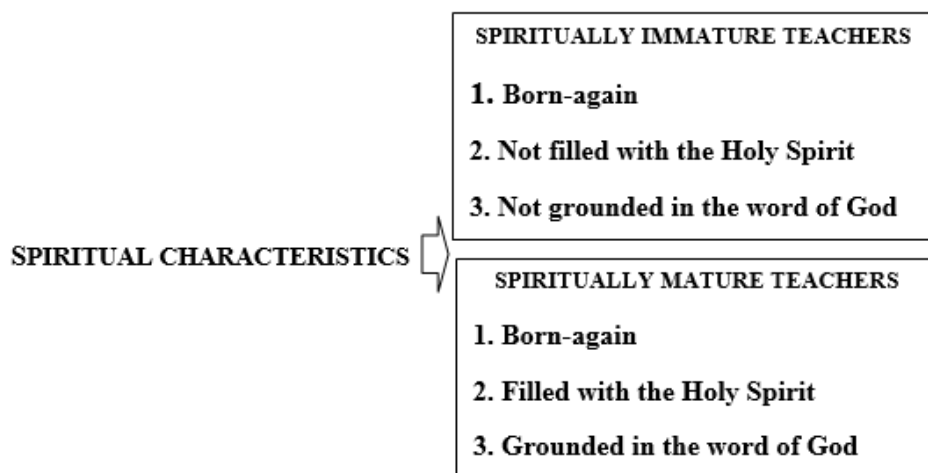 SPIRITUALLY IMMATURE TEACHERS
1. Born-again
2. Not filled with the Holy Spirit
3. Not grounded in the word of God
SPIRITUAL CHARACTERISTICS
SPIRITUALLY MATURE TEACHERS
1. Born-again
2. Filled with the Holy Spirit
3. Grounded in the word of God